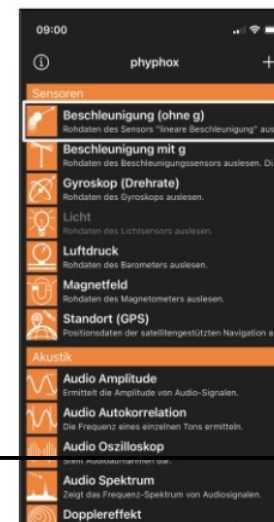 09:00
phyphox
Sensoren
Beschleunigung (ohne g)
Rohdaten des Sensors "lineare Beschleunigung" aus
Beschleunigung mit g
Rohdaten des Beschleunigungssensors auslesen. Di
Gyroskop (Drehrate)
Rohdaten des Gyroskops auslesen.
Licht
Rohdaten des Lichtsensors auslesen.
Luftdruck
Rohdaten des Barometers auslesen.
Magnetfeld
Rohdaten des Magnetometers auslesen.
Standort (GPS)
Positionsdaten der satellitengestützten Navigation a
Akustik
Audio Amplitude
Ermittelt die Amplitude von Audio-Signalen.
Audio Autokorrelation
Die Frequenz eines einzelnen Tons ermitteln.
Audio Oszilloskop
Stellt Audioaufnahmen dar.
Audio Spektrum
Zeigt das Frequenz-Spektrum von Audiosignalen.
Dopplereffekt